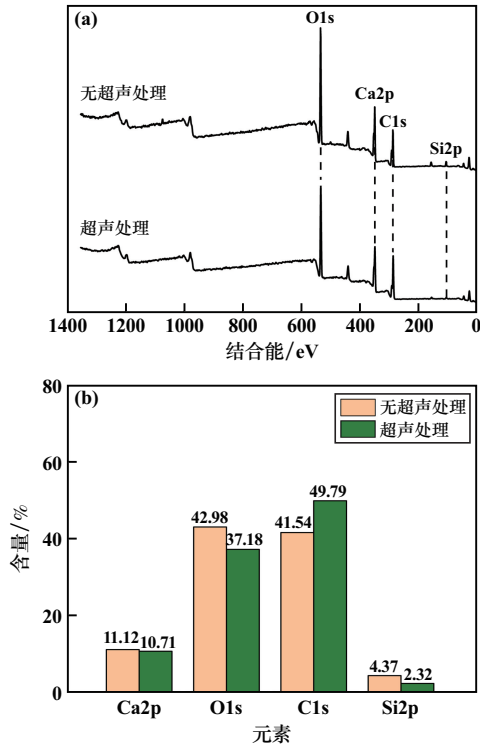 (a)
O1s
无超声处理
Ca2p
C1s
Si2p
超声处理
1400 1200 1000 800 600 400 200 0
结合能/eV
(b)
无超声处理
超声处理
80
60
40
20
0
含量/%
11.12 10.71
42.98 37.18
41.54 49.79
4.37 2.32
Ca2p O1s C1s Si2p
元素